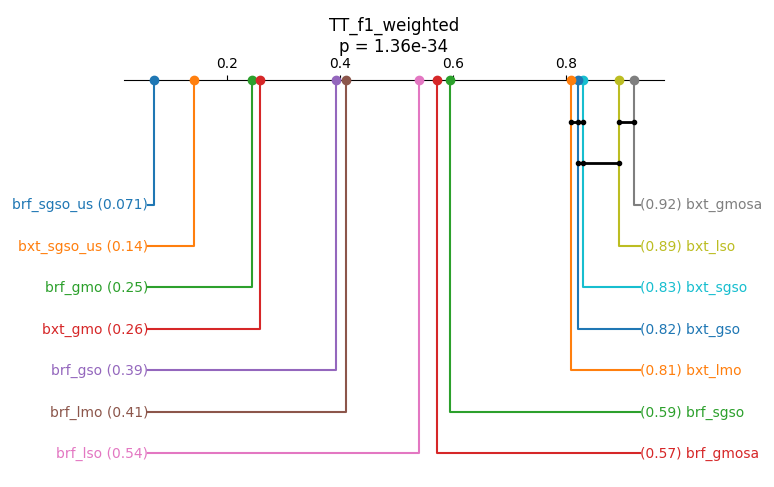 TT_f1_weighted
p = 1.36e-34
0.2 0.4 0.6 0.8
brf_sgso_us (0.071) (0.92) bxt_gmosa
bxt_sgso_us (0.14) (0.89) bxt_lso
brf_gmo (0.25) (0.83) bxt_sgso
bxt_gmo (0.26) (0.82) bxt_gso
brf_gso (0.39) (0.81) bxt_lmo
brf_lmo (0.41) (0.59) brf_sgso
brf_lso (0.54) (0.57) brf_gmosa